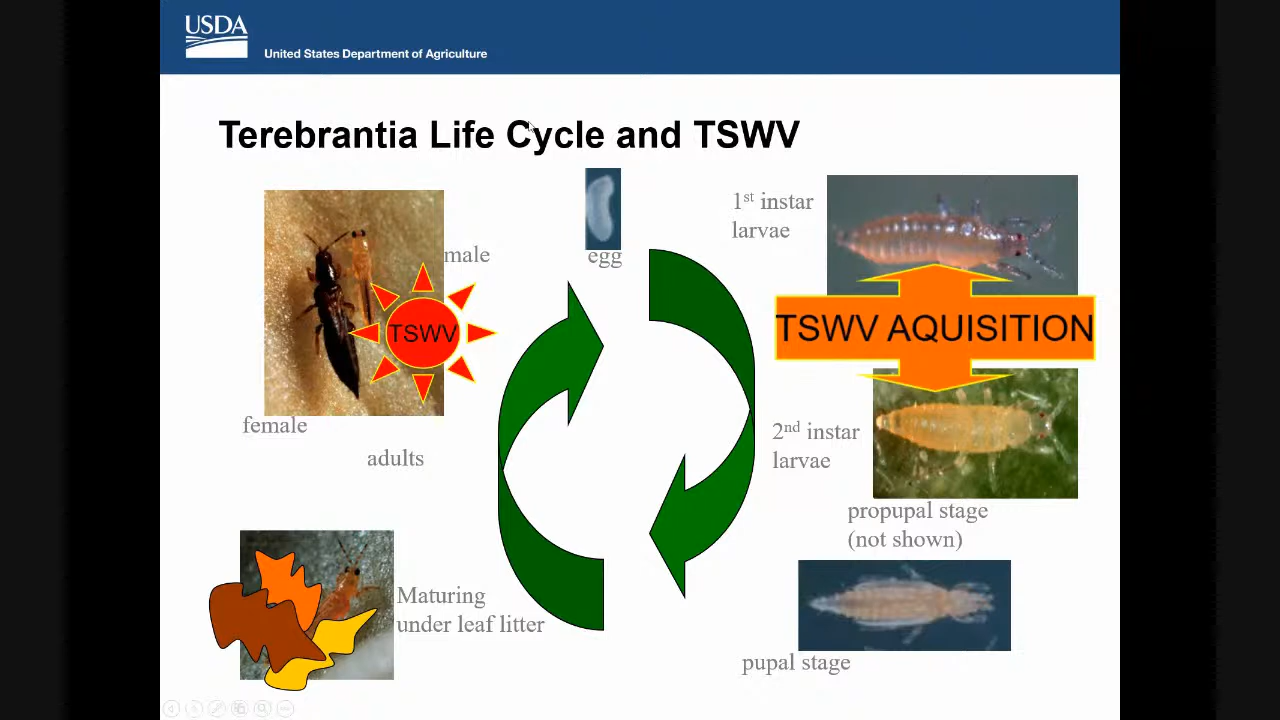 USDA
United States Department of Agriculture
Terebrantia Life Cycle and TSWV
male
TSWV
female
adults
egg
1st instar
larvae
TSWV AQUISITION
2nd instar
larvae
propupal stage
(not shown)
pupal stage
Maturing
under leaf litter